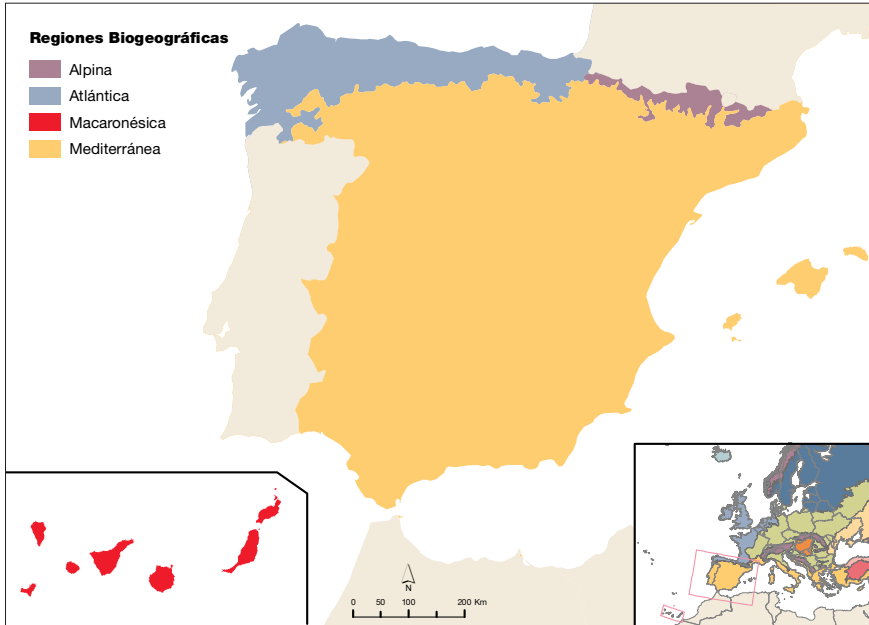 Regiones Biogeográficas
Alpina
Atlántica
Macaronésica
Mediterránea
N
0 50 100 200 Km